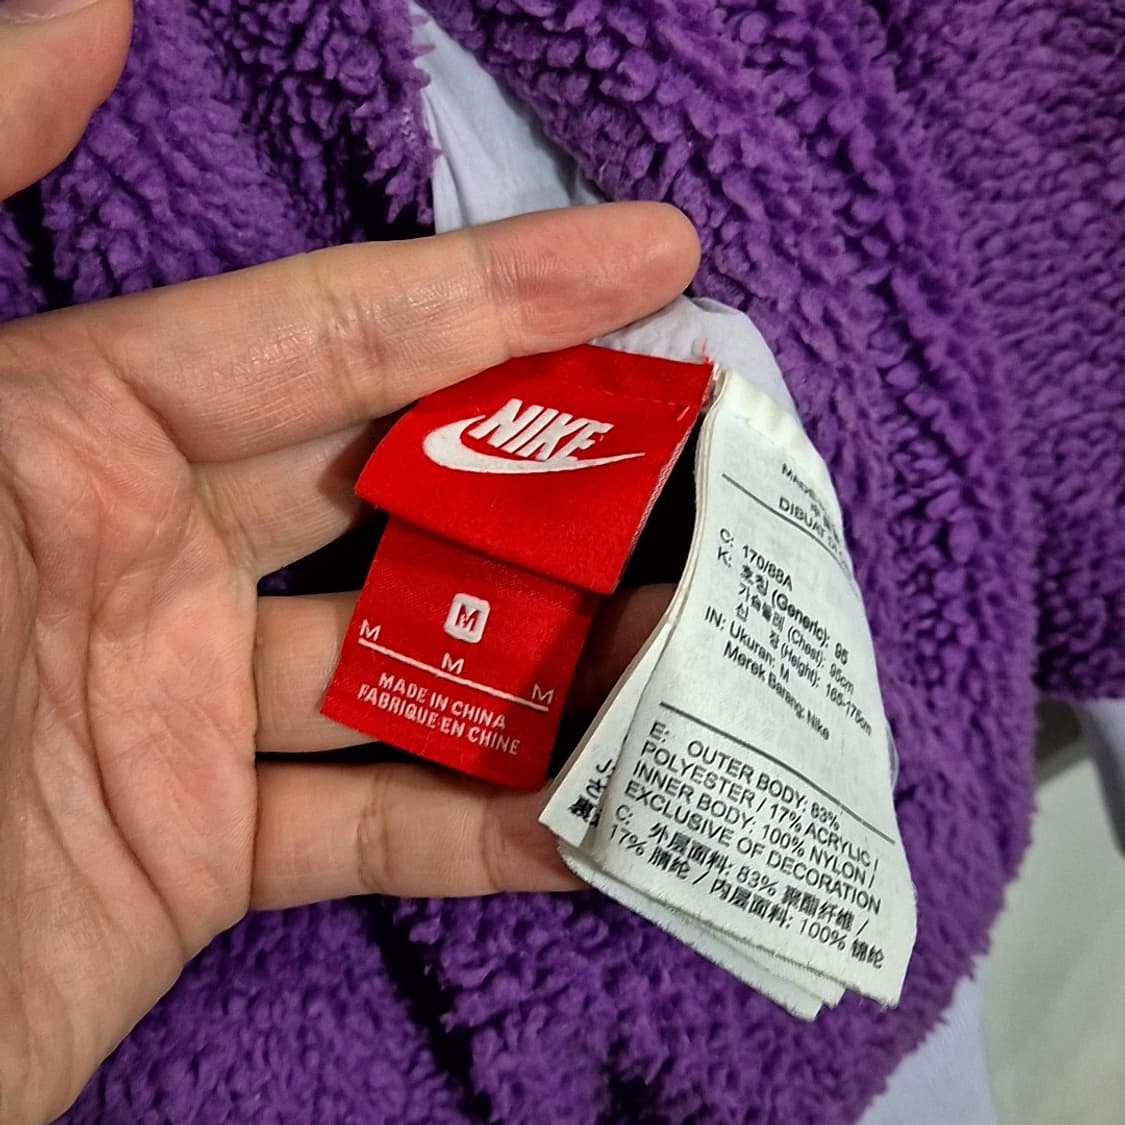 NIKE
M
M
M
M
MADE IN CHINA
FABRIQUE EN CHINE
DIBUAT DI
C: 170/88A
K: 호칭 (Generic): 95
가슴둘레 (Chest): 95cm
신 장 (Height): 165-175cm
IN: Ukuran: M
Merek Barang: Nike
E: OUTER BODY: 83%
POLYESTER / 17% ACRYLIC /
INNER BODY: 100% NYLON /
EXCLUSIVE OF DECORATION
C: 外层面料: 83% 聚酯纤维 /
17% 腈纶 / 内层面料: 100% 锦纶